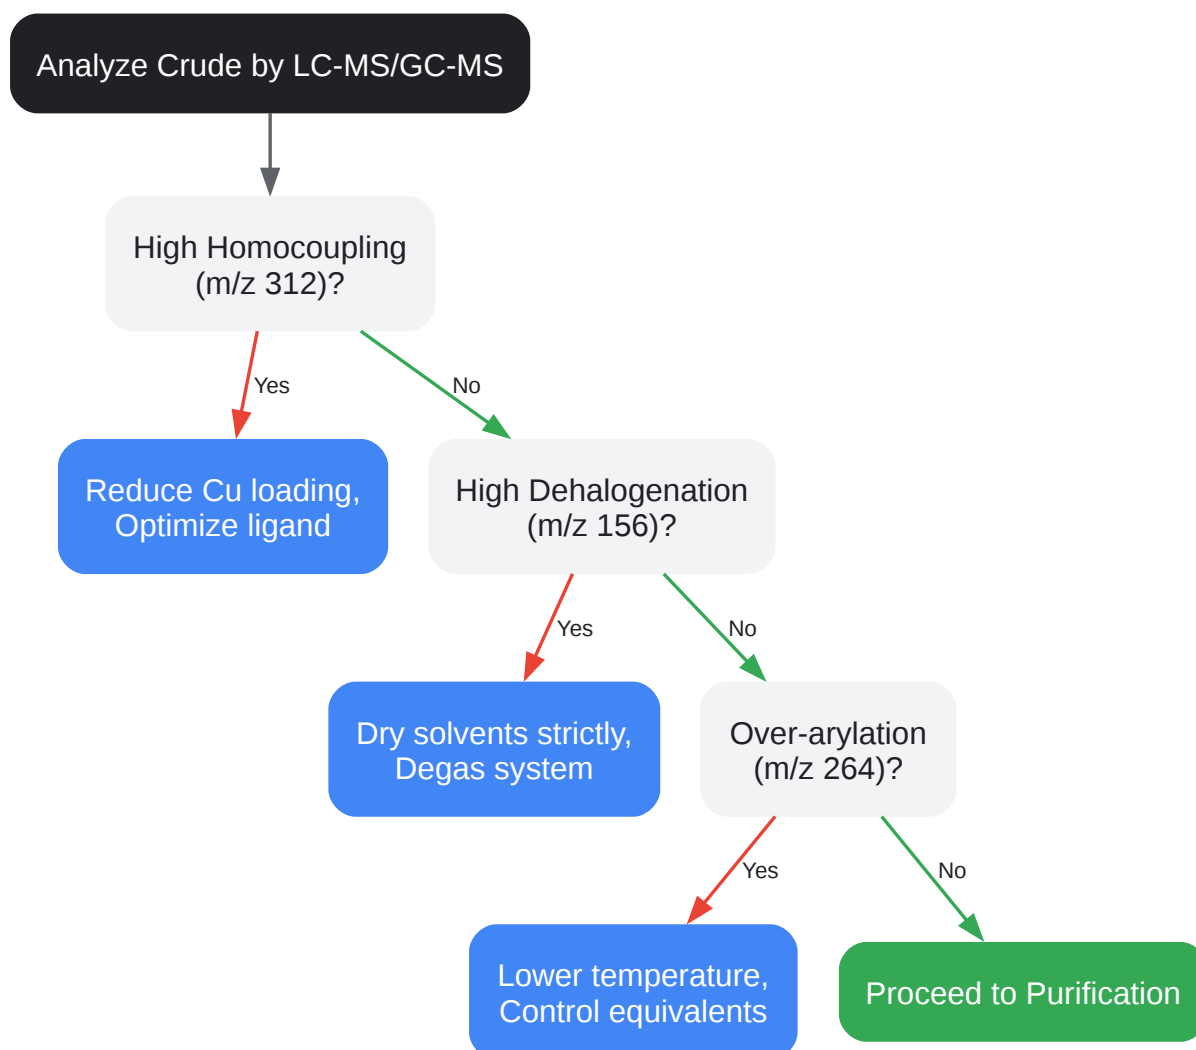 Analyze Crude by LC-MS/GC-MS
High Homocoupling
(m/z 312)?
Yes
No
Reduce Cu loading,
Optimize ligand
High Dehalogenation
(m/z 156)?
Yes
No
Dry solvents strictly,
Degas system
Over-arylation
(m/z 264)?
Yes
No
Lower temperature,
Control equivalents
Proceed to Purification